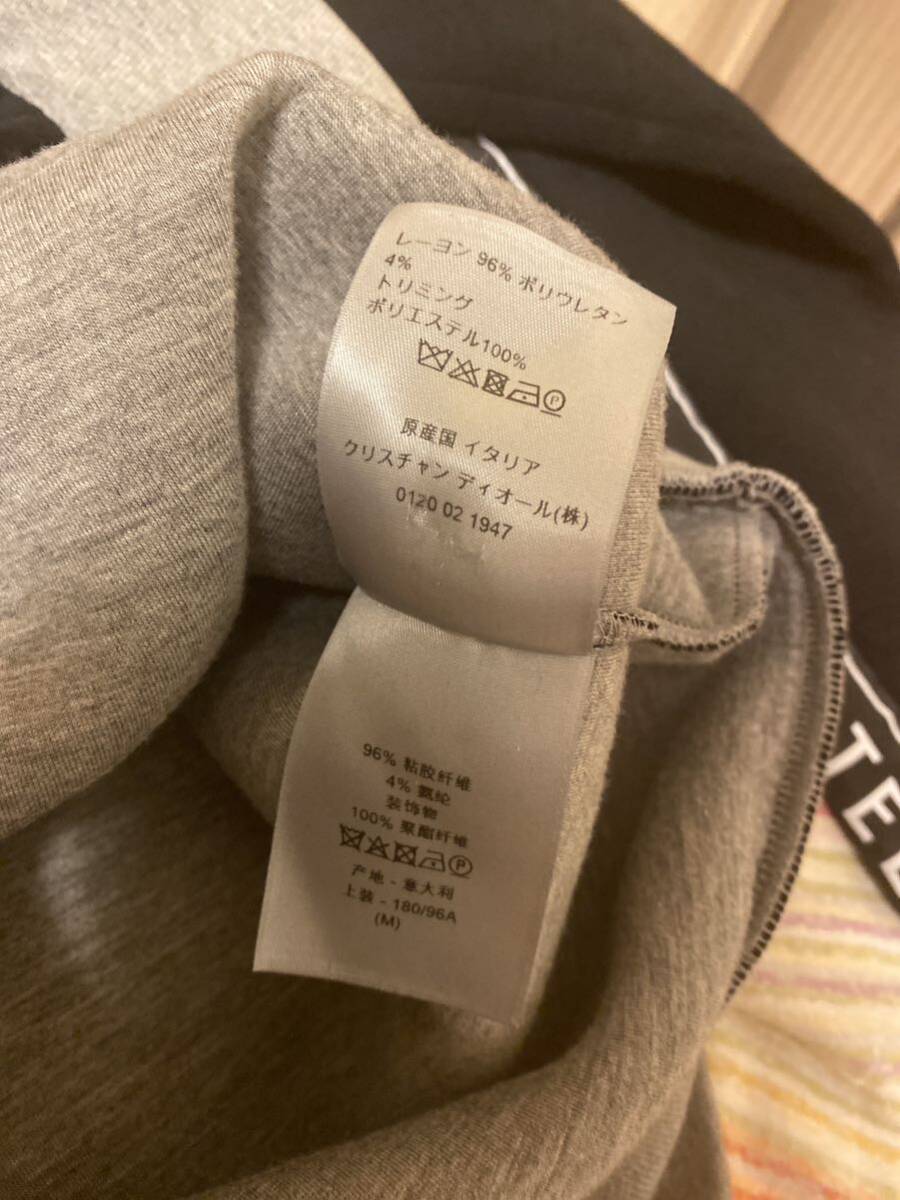 レーヨン 96% ポリウレタン
4%
トリミング
ポリエステル100%
P
原産国 イタリア
クリスチャン ディオール(株)
0120 02 1947
96% 粘胶纤维
4% 氨纶
装饰物
100% 聚酯纤维
P
产地 - 意大利
上装 - 180/96A
(M)
TEL